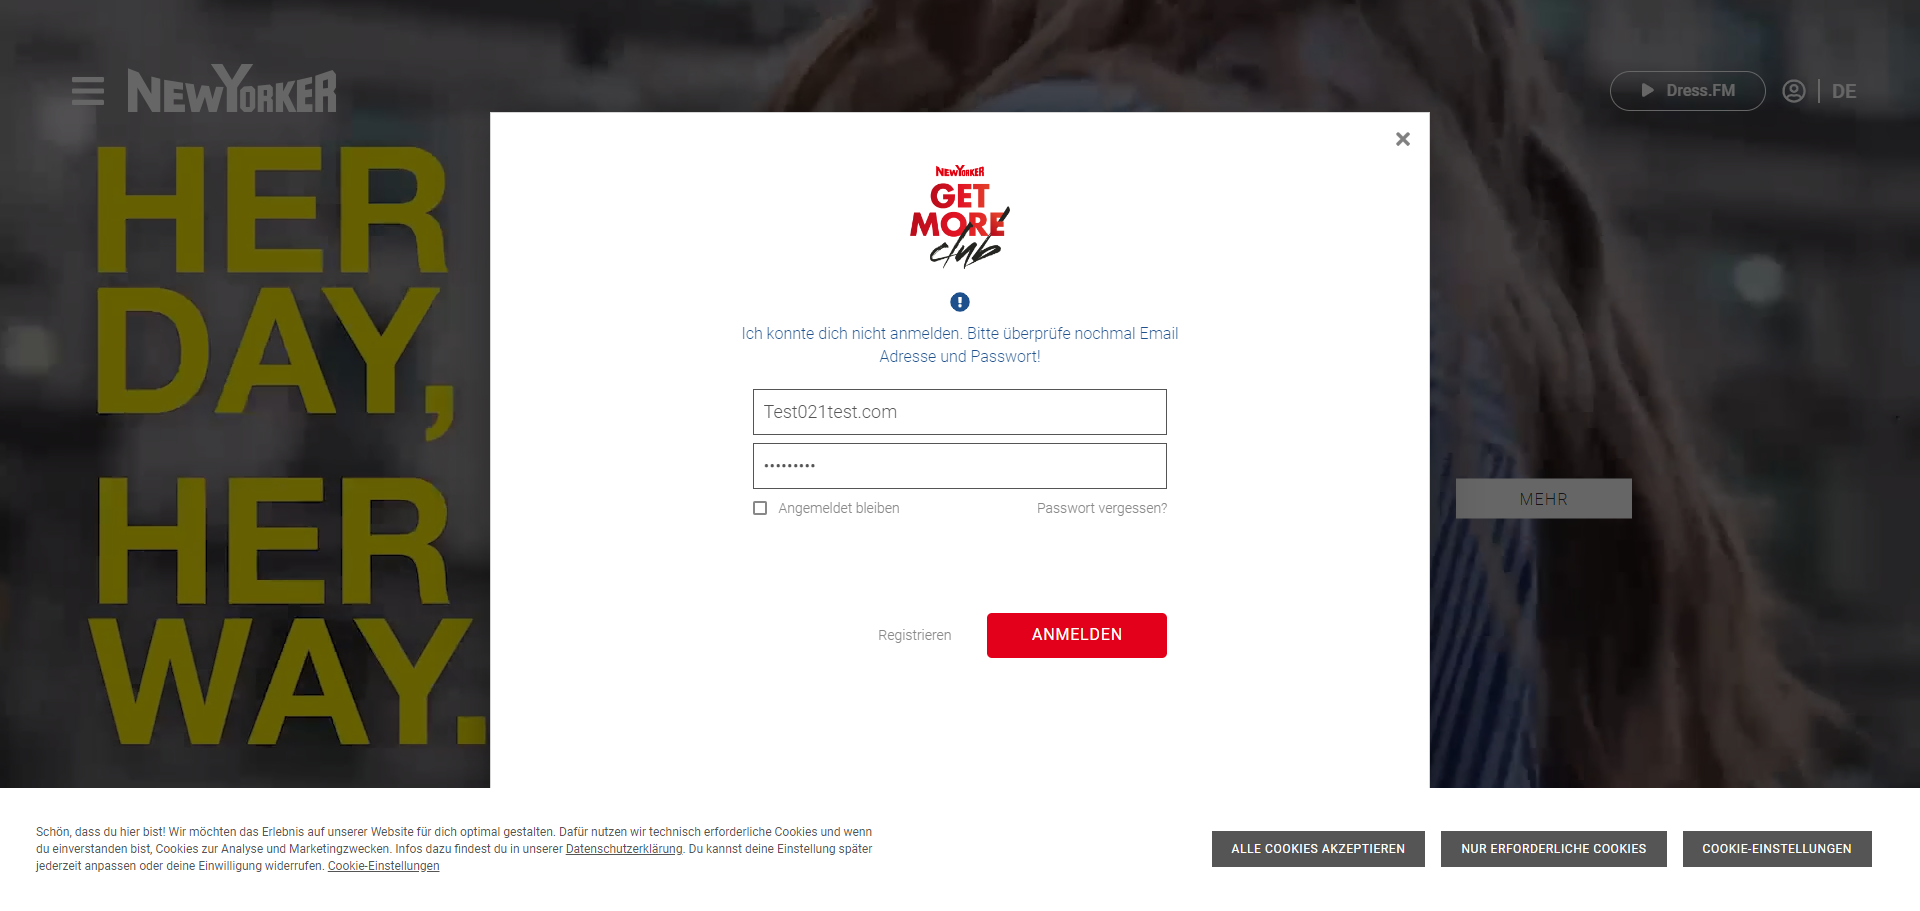 NEWYORKER
Dress.FM
DE
HER
DAY,
HER
WAY.
NEWYORKER
GET
MORE
club
Ich konnte dich nicht anmelden. Bitte überprüfe nochmal Email
Adresse und Passwort!
Test021test.com
•••••••••
Angemeldet bleiben
Passwort vergessen?
Registrieren
ANMELDEN
MEHR
Schön, dass du hier bist! Wir möchten das Erlebnis auf unserer Website für dich optimal gestalten. Dafür nutzen wir technisch erforderliche Cookies und wenn
du einverstanden bist, Cookies zur Analyse und Marketingzwecken. Infos dazu findest du in unserer Datenschutzerklärung. Du kannst deine Einstellung später
jederzeit anpassen oder deine Einwilligung widerrufen. Cookie-Einstellungen
ALLE COOKIES AKZEPTIEREN
NUR ERFORDERLICHE COOKIES
COOKIE-EINSTELLUNGEN